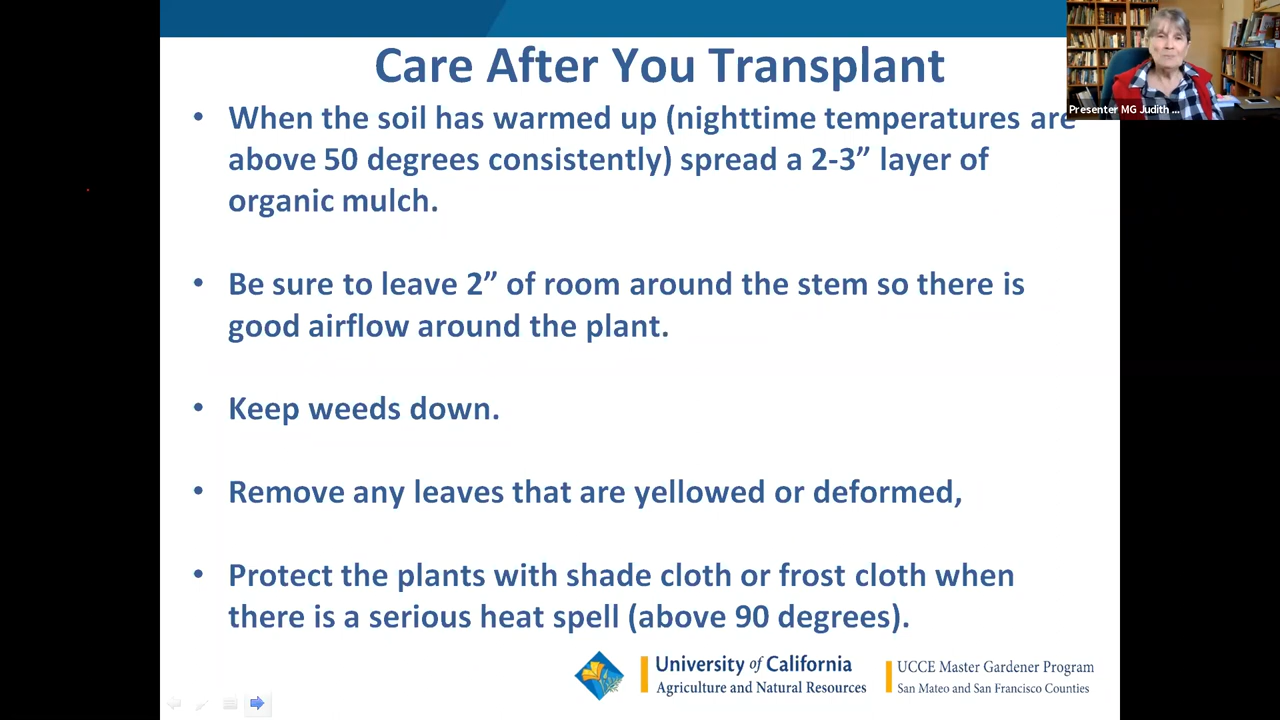 Care After You Transplant
Presenter MG Judith ...
• When the soil has warmed up (nighttime temperatures are
above 50 degrees consistently) spread a 2-3” layer of
organic mulch.
• Be sure to leave 2” of room around the stem so there is
good airflow around the plant.
• Keep weeds down.
• Remove any leaves that are yellowed or deformed,
• Protect the plants with shade cloth or frost cloth when
there is a serious heat spell (above 90 degrees).
University of California
Agriculture and Natural Resources
UCCE Master Gardener Program
San Mateo and San Francisco Counties